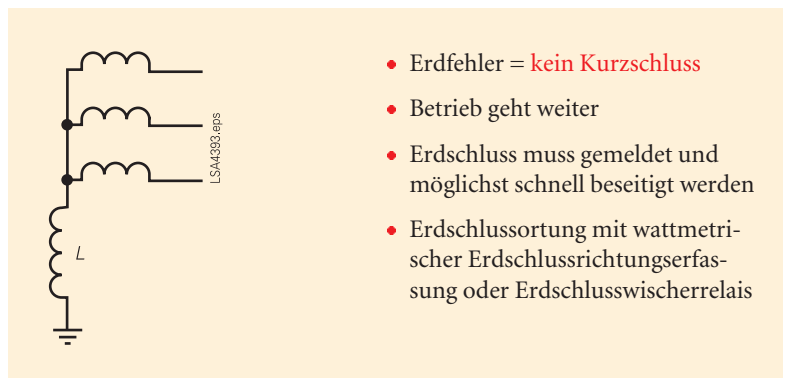 • Erdfehler = kein Kurzschluss
• Betrieb geht weiter
• Erdschluss muss gemeldet und
möglichst schnell beseitigt werden
• Erdschlussortung mit wattmetri-
scher Erdschlussrichtungserfas-
sung oder Erdschlusswischerrelais
L
LSA4393.eps